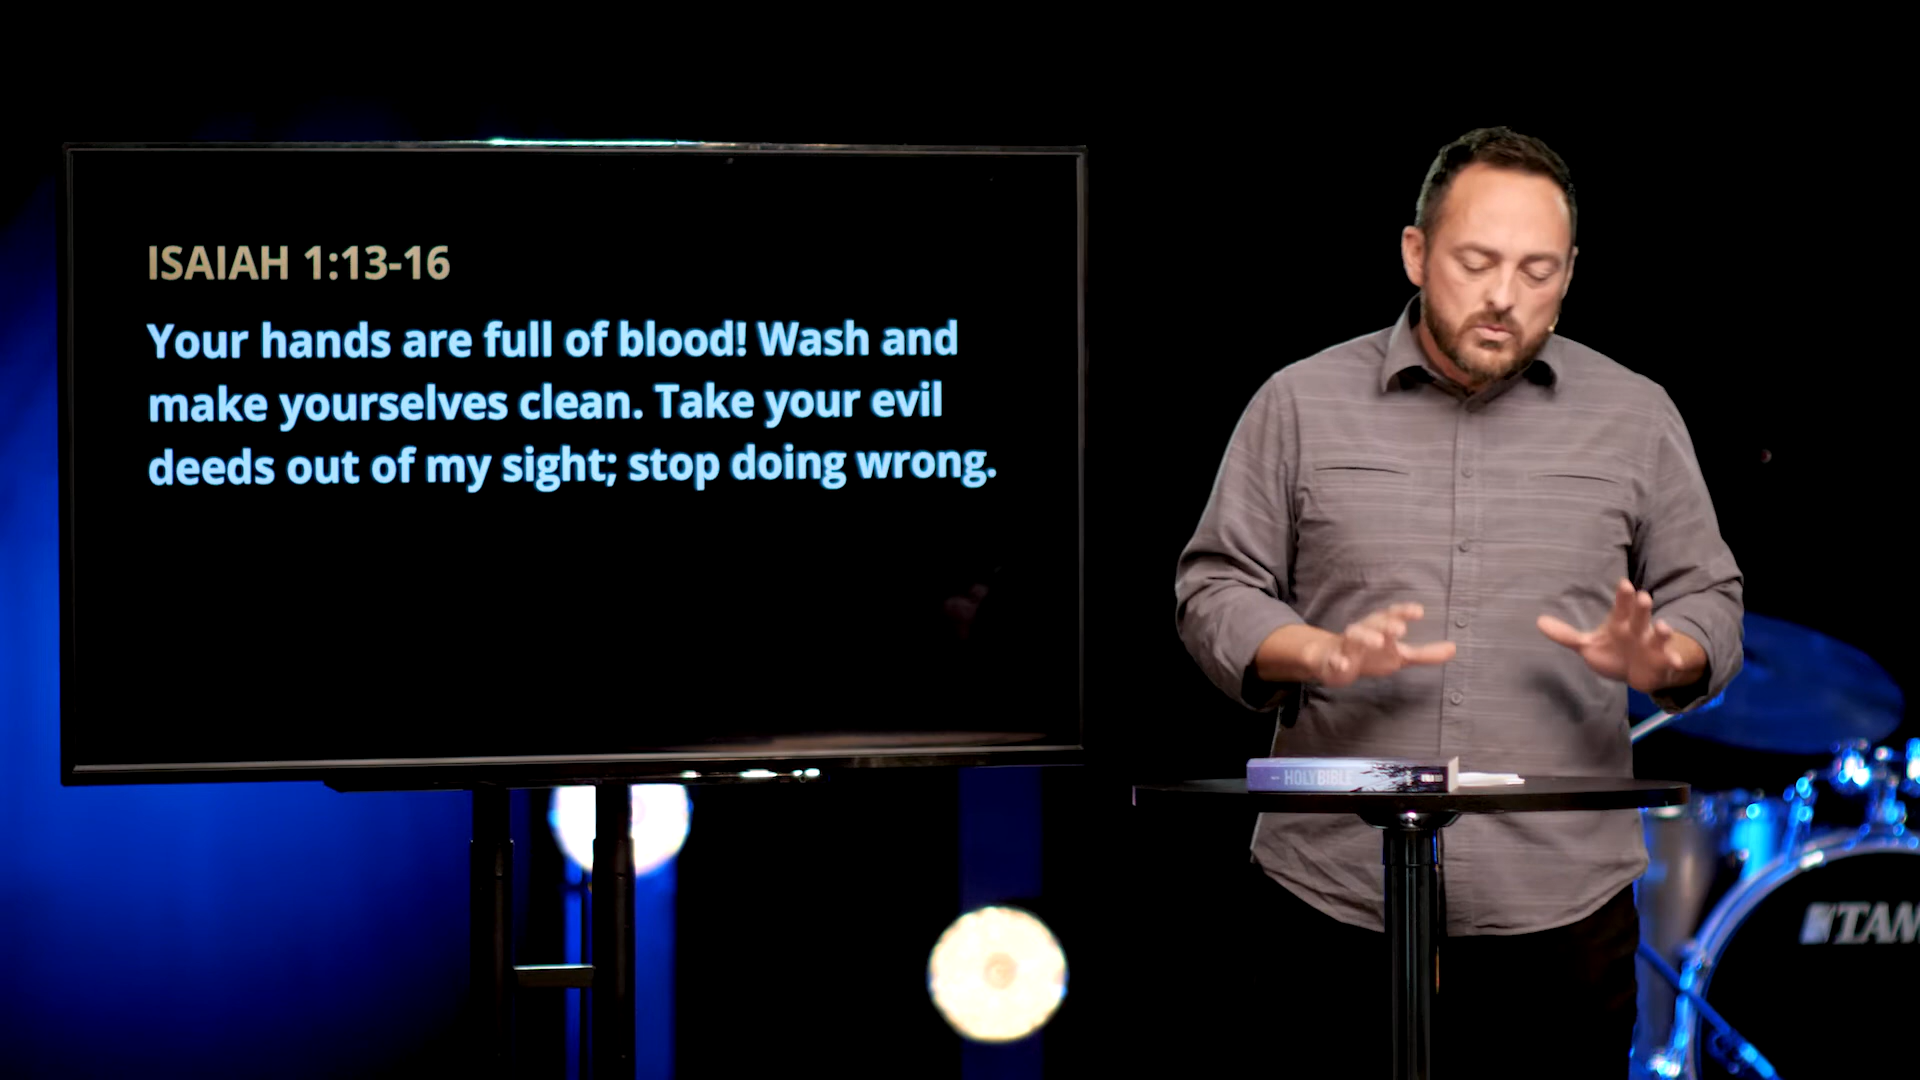 ISAIAH 1:13-16
Your hands are full of blood! Wash and
make yourselves clean. Take your evil
deeds out of my sight; stop doing wrong.
HOLY BIBLE
TAM